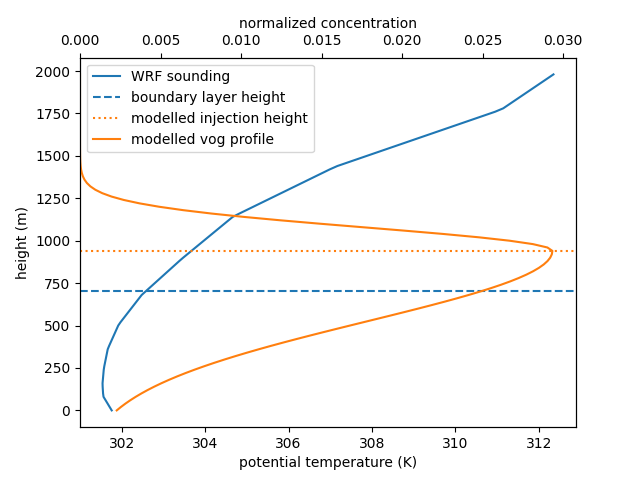 normalized concentration
0.000 0.005 0.010 0.015 0.020 0.025 0.030
WRF sounding
boundary layer height
modelled injection height
modelled vog profile
2000
1750
1500
1250
1000
750
500
250
0
height (m)
302 304 306 308 310 312
potential temperature (K)